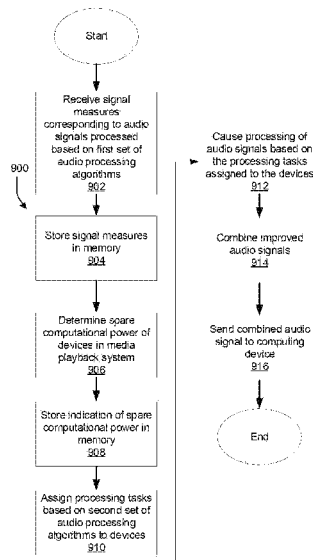 Start
Receive signal
measures
corresponding to audio
signals processed
based on first set of
audio processing
algorithms
902
900
Store signal measures
in memory
904
Determine spare
computational power of
devices in media
playback system
906
Store indication of spare
computational power in
memory
908
Assign processing tasks
based on second set of
audio processing
algorithms to devices
910
Cause processing of
audio signals based on
the processing tasks
assigned to the devices
912
Combine improved
audio signals
914
Send combined audio
signal to computing
device
916
End